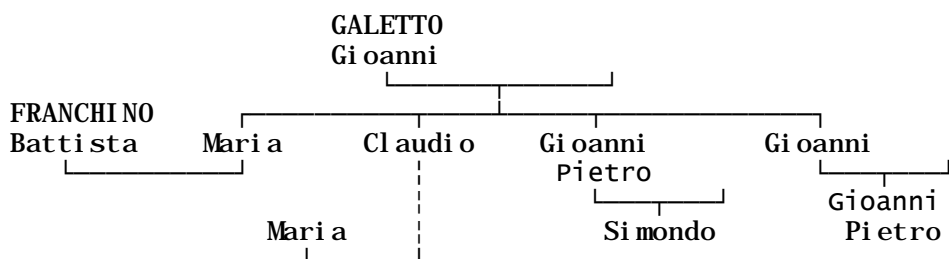 GALETTO
Gioanni
FRANCHINO
Battista Maria Claudio Gioanni Gioanni
Pietro
Gioanni
Maria Simondo Pietro